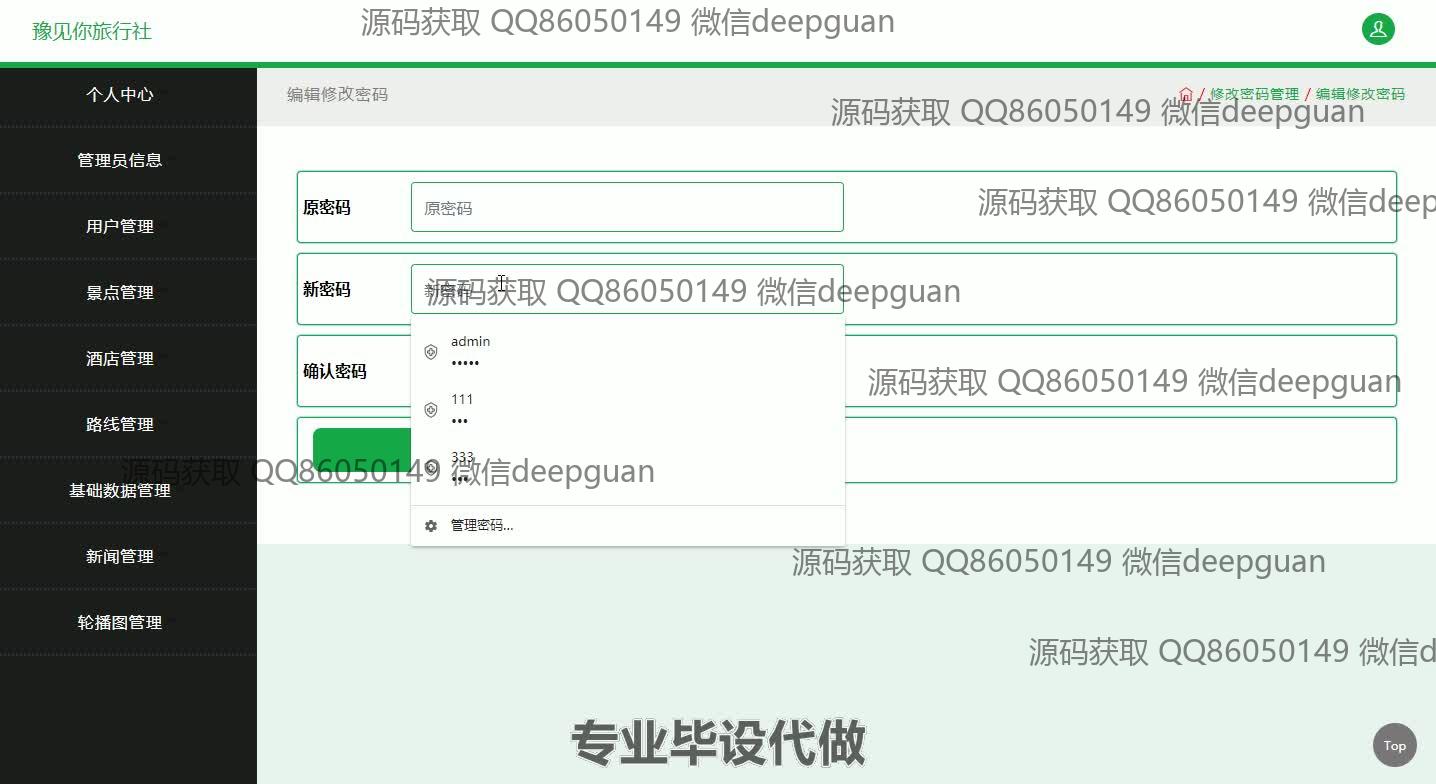 豫见你旅行社
源码获取 QQ86050149 微信deepguan
个人中心
编辑修改密码
/ 修改密码管理 / 编辑修改密码
源码获取 QQ86050149 微信deepguan
管理员信息
原密码
原密码
源码获取 QQ86050149 微信deep
用户管理
景点管理
新密码
新密码
源码获取 QQ86050149 微信deepguan
admin
•••••
酒店管理
确认密码
源码获取 QQ86050149 微信deepguan
111
•••
路线管理
333
•••
源码获取 QQ86050149 微信deepguan
基础数据管理
管理密码...
新闻管理
源码获取 QQ86050149 微信deepguan
轮播图管理
源码获取 QQ86050149 微信d
专业毕设代做
Top